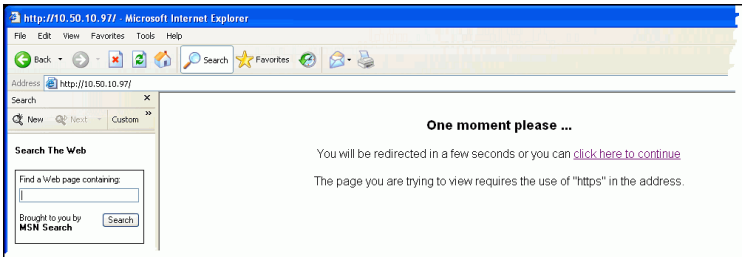 http://10.50.10.97/ - Microsoft Internet Explorer
File Edit View Favorites Tools Help
Back Search Favorites
Address http://10.50.10.97/
Search
New Next Custom »
Search The Web
Find a Web page containing:
Brought to you by
MSN Search
Search
One moment please ...
You will be redirected in a few seconds or you can click here to continue
The page you are trying to view requires the use of "https" in the address.